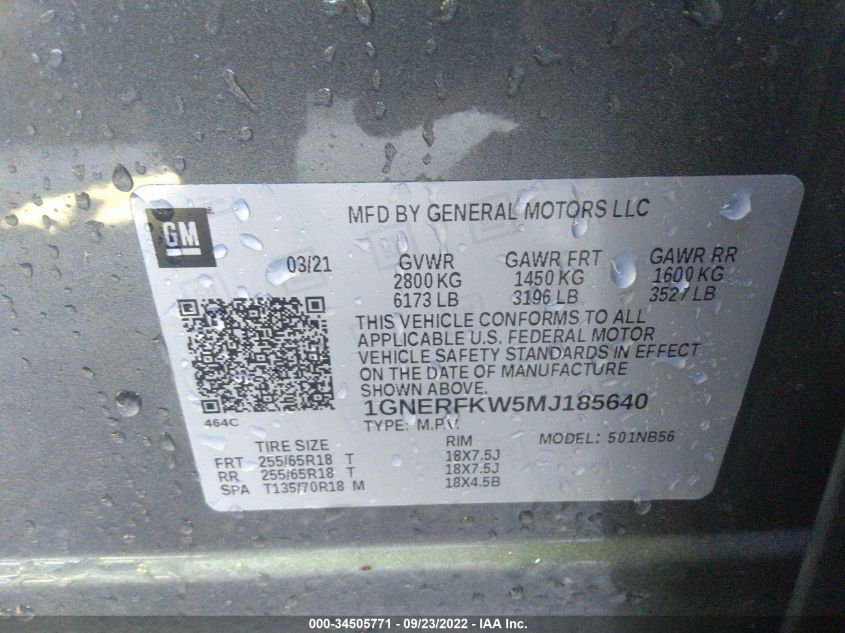 GM
MFD BY GENERAL MOTORS LLC
03/21
GVWR GAWR FRT GAWR RR
2800 KG 1450 KG 1600 KG
6173 LB 3196 LB 3527 LB
THIS VEHICLE CONFORMS TO ALL
APPLICABLE U.S. FEDERAL MOTOR
VEHICLE SAFETY STANDARDS IN EFFECT
ON THE DATE OF MANUFACTURE
SHOWN ABOVE.
464C
1GNERFKW5MJ185640
TYPE: M.P.V.
TIRE SIZE RIM MODEL: 501NB56
FRT 255/65R18 T 18X7.5J
RR 255/65R18 T 18X7.5J
SPA T135/70R18 M 18X4.5B
000-34505771 - 09/23/2022 - IAA Inc.